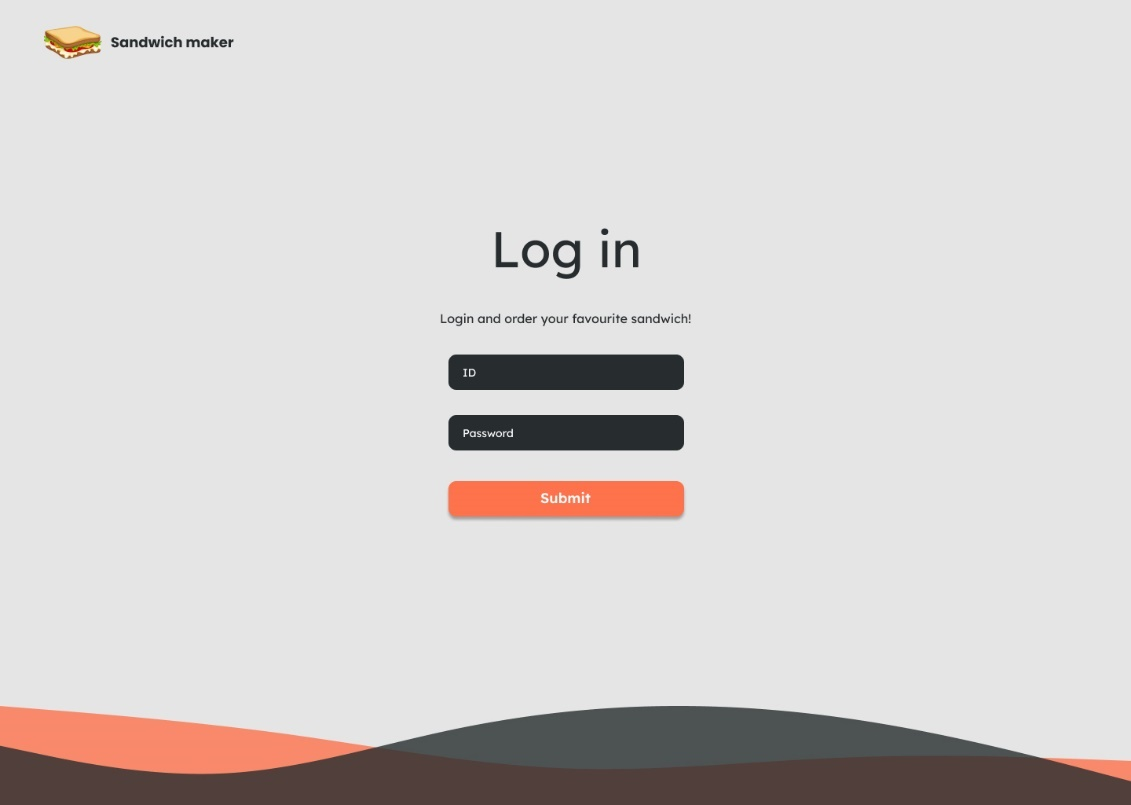 Sandwich maker
Log in
Login and order your favourite sandwich!
ID
Password
Submit